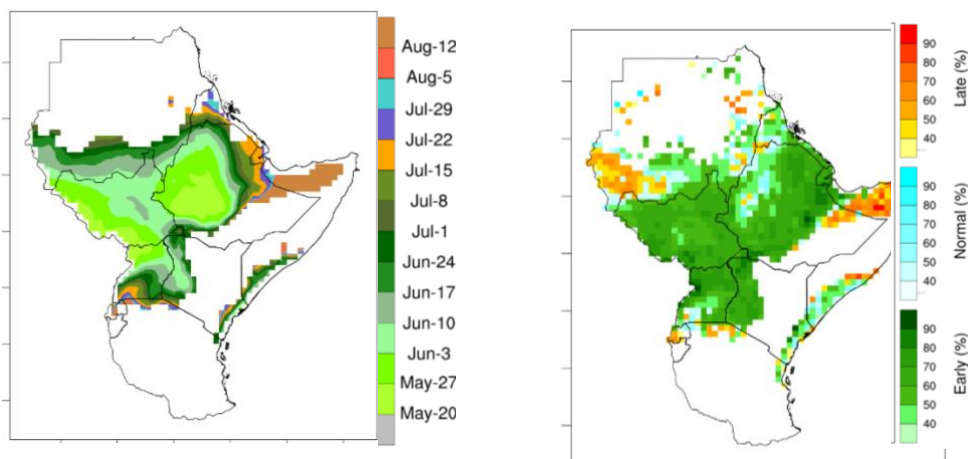 Aug-12
Aug-5
Jul-29
Jul-22
Jul-15
Jul-8
Jul-1
Jun-24
Jun-17
Jun-10
Jun-3
May-27
May-20
90
80
70
60
50
40
Late (%)
90
80
70
60
50
40
Normal (%)
90
80
70
60
50
40
Early (%)